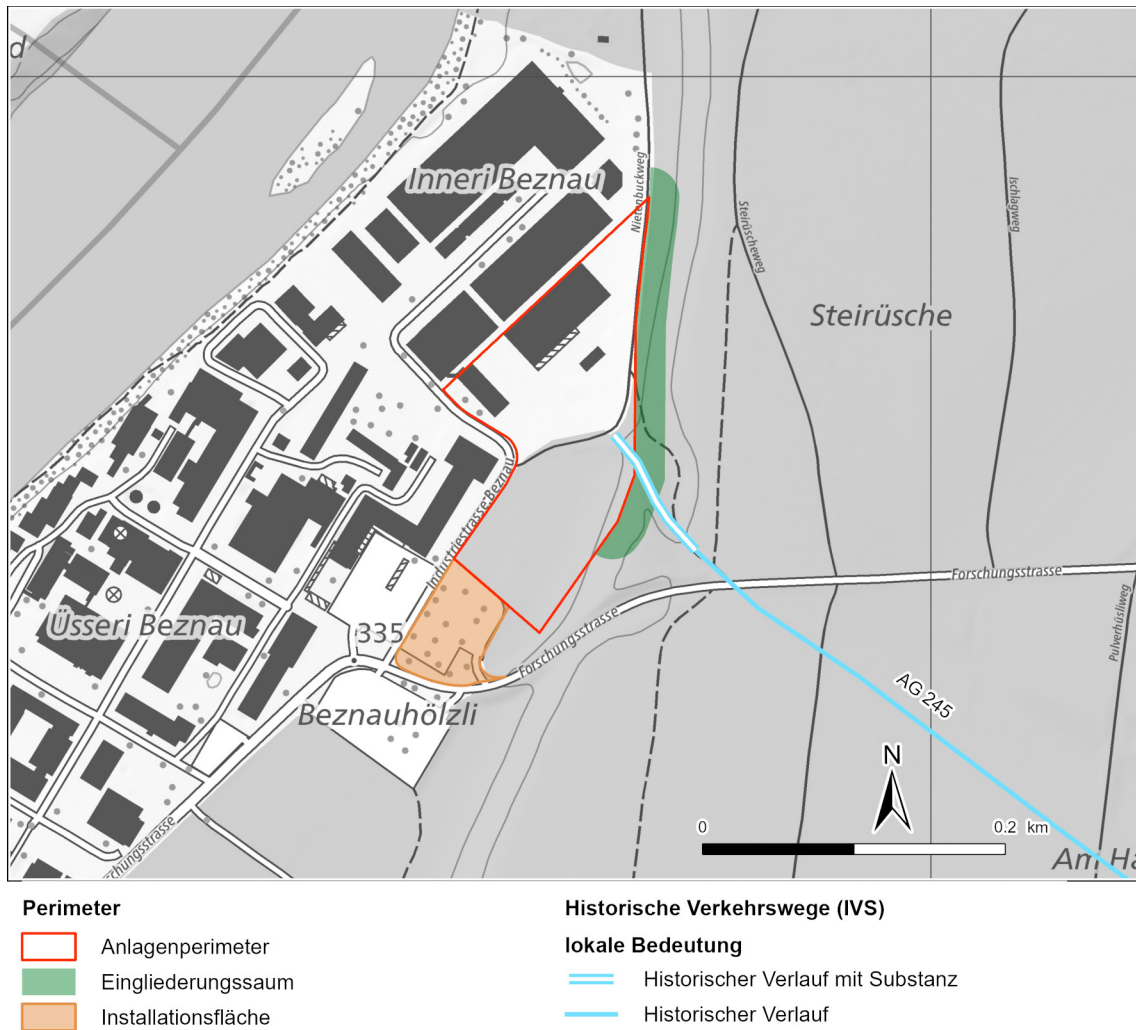 d
Inneri Beznau
Nietenbuckweg
Steirüscheweg
Ischlagweg
Steirüsche
Industriestrasse Beznau
Forschungsstrasse
Üsseri Beznau
335
Forschungsstrasse
Pulverhüsliweg
Beznauhölzli
AG 245
N
0
0.2 km
Forschungsstrasse
Am Ha
Perimeter
Anlagenperimeter
Eingliederungssaum
Installationsfläche
Historische Verkehrswege (IVS)
lokale Bedeutung
Historischer Verlauf mit Substanz
Historischer Verlauf